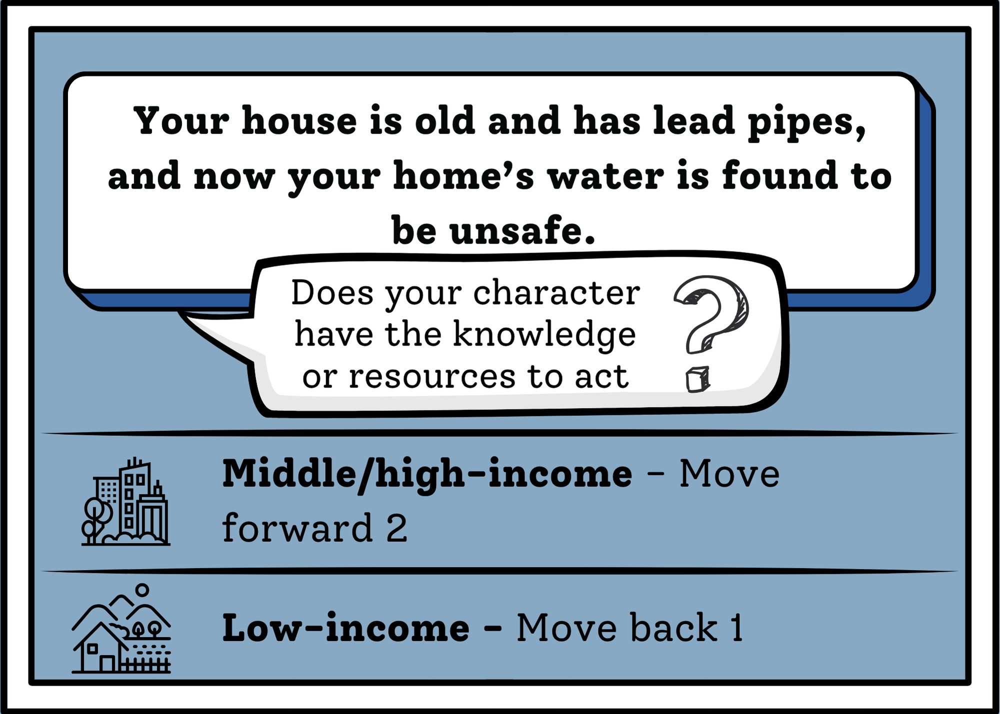 Your house is old and has lead pipes,
and now your home’s water is found to
be unsafe.
Does your character
have the knowledge
or resources to act
?
Middle/high-income - Move
forward 2
Low-income - Move back 1